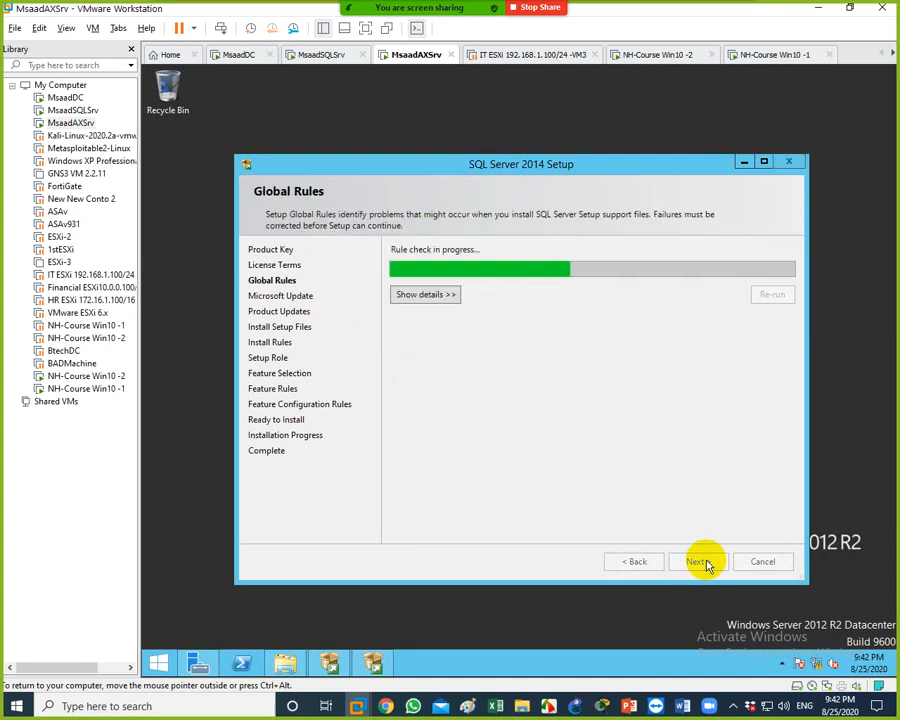 MsaadAXSrv - VMware Workstation
You are screen sharing
Stop Share
File Edit View VM Tabs Help
Library
Type here to search
Home
MsaadDC
MsaadSQLSrv
MsaadAXSrv
IT ESXi 192.168.1.100/24 -VM3
NH-Course Win10 -2
NH-Course Win10 -1
My Computer
MsaadDC
MsaadSQLSrv
MsaadAXSrv
Kali-Linux-2020.2a-vmw
Metasploitable2-Linux
Windows XP Profession
GNS3 VM 2.2.11
FortiGate
New New Conto 2
ASAv
ASAv931
ESXi-2
1stESXi
ESXi-3
IT ESXi 192.168.1.100/24
Financial ESXi10.0.0.100/
HR ESXi 172.16.1.100/16
VMware ESXi 6.x
NH-Course Win10 -1
NH-Course Win10 -2
BtechDC
BADMachine
NH-Course Win10 -2
NH-Course Win10 -1
Shared VMs
Recycle Bin
SQL Server 2014 Setup
Global Rules
Setup Global Rules identify problems that might occur when you install SQL Server Setup support files. Failures must be
corrected before Setup can continue.
Product Key
License Terms
Global Rules
Microsoft Update
Product Updates
Install Setup Files
Install Rules
Setup Role
Feature Selection
Feature Rules
Feature Configuration Rules
Ready to Install
Installation Progress
Complete
Rule check in progress...
Show details >>
Re-run
< Back
Next
Cancel
012 R2
Windows Server 2012 R2 Datacenter
Activate Windows
Build 9600
9:42 PM
8/25/2020
To return to your computer, move the mouse pointer outside or press Ctrl+Alt.
Type here to search
ENG
9:42 PM
8/25/2020